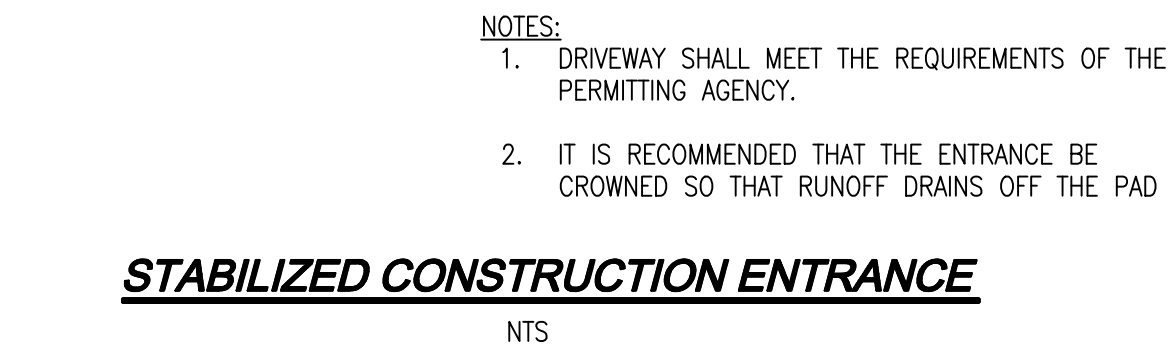 NOTES:
1. DRIVEWAY SHALL MEET THE REQUIREMENTS OF THE
PERMITTING AGENCY.
2. IT IS RECOMMENDED THAT THE ENTRANCE BE
CROWNED SO THAT RUNOFF DRAINS OFF THE PAD
STABILIZED CONSTRUCTION ENTRANCE
NTS